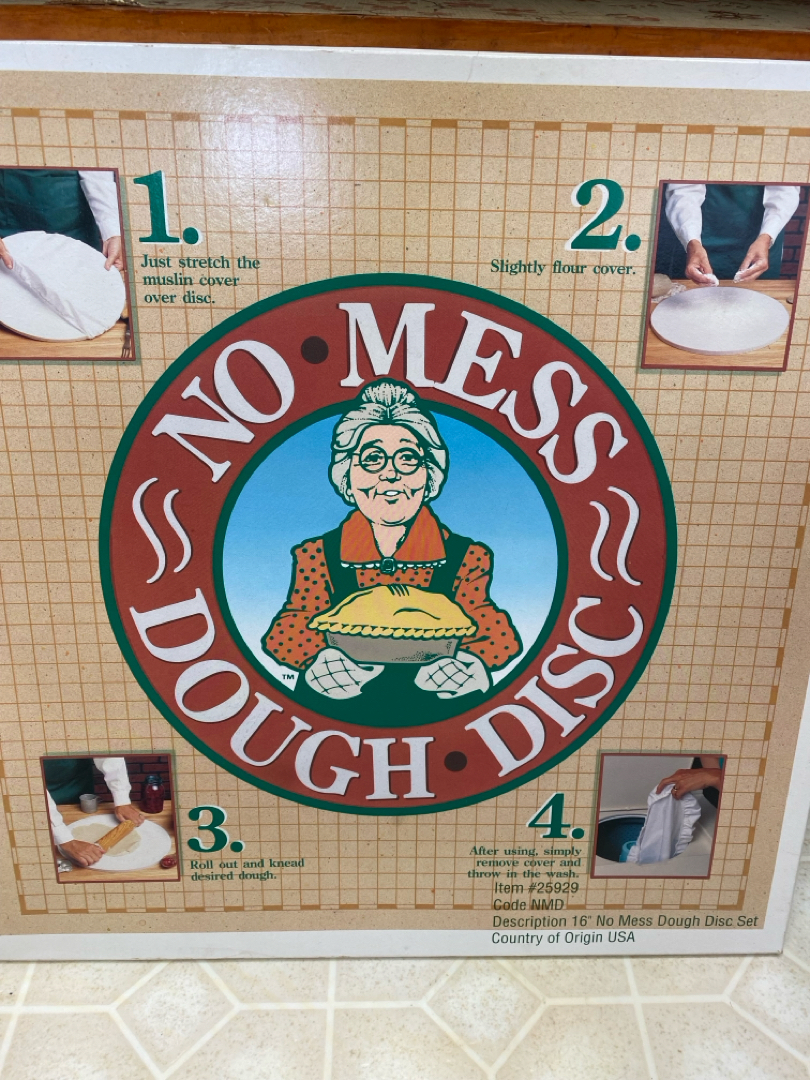 1.
Just stretch the
muslin cover
over disc.
2.
Slightly flour cover.
NO • MESS
DOUGH • DISC
TM
3.
Roll out and knead
desired dough.
4.
After using, simply
remove cover and
throw in the wash.
Item #25929
Code NMD
Description 16" No Mess Dough Disc Set
Country of Origin USA